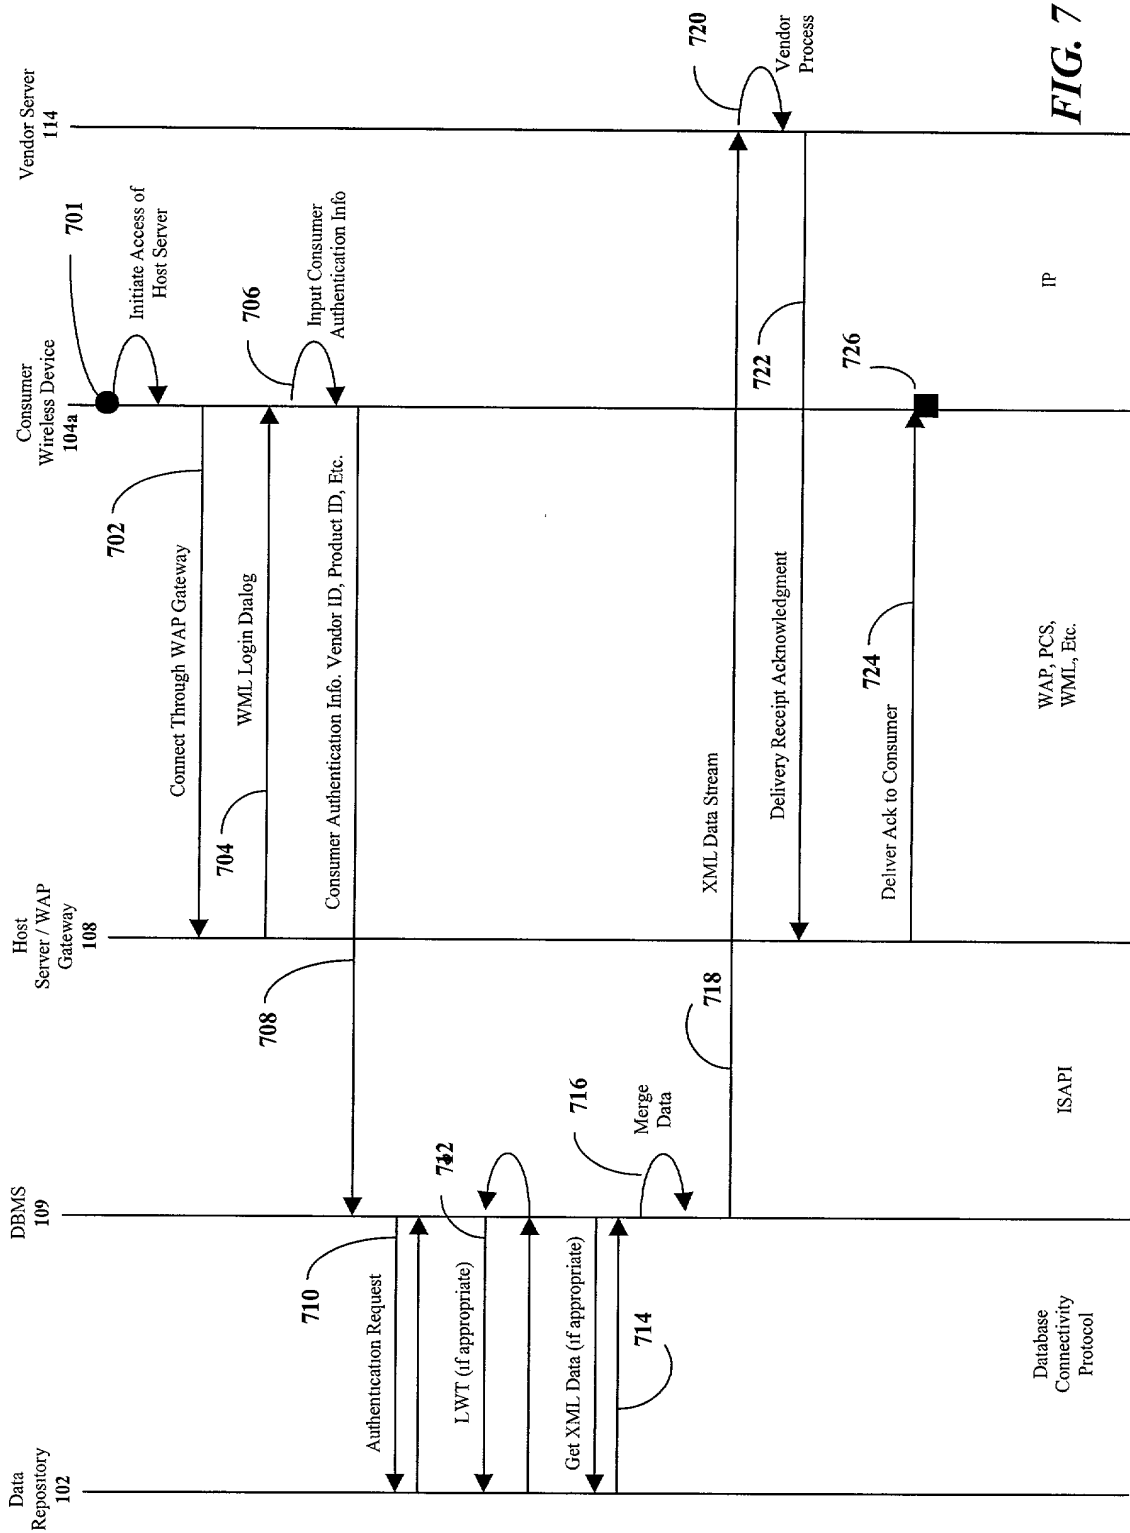 Data
Repository
102
DBMS
109
Host
Server / WAP
Gateway
108
Consumer
Wireless Device
104a
Vendor Server
114
701
Initiate Access of
Host Server
702
Connect Through WAP Gateway
704
WML Login Dialog
706
Input Consumer
Authentication Info
Consumer Authentication Info. Vendor ID, Product ID, Etc.
708
710
Authentication Request
712
LWT (if appropriate)
Get XML Data (if appropriate)
714
716
Merge
Data
718
XML Data Stream
720
Vendor
Process
722
Delivery Receipt Acknowledgment
724
Deliver Ack to Consumer
726
Database
Connectivity
Protocol
ISAPI
WAP, PCS,
WML, Etc.
IP
FIG. 7